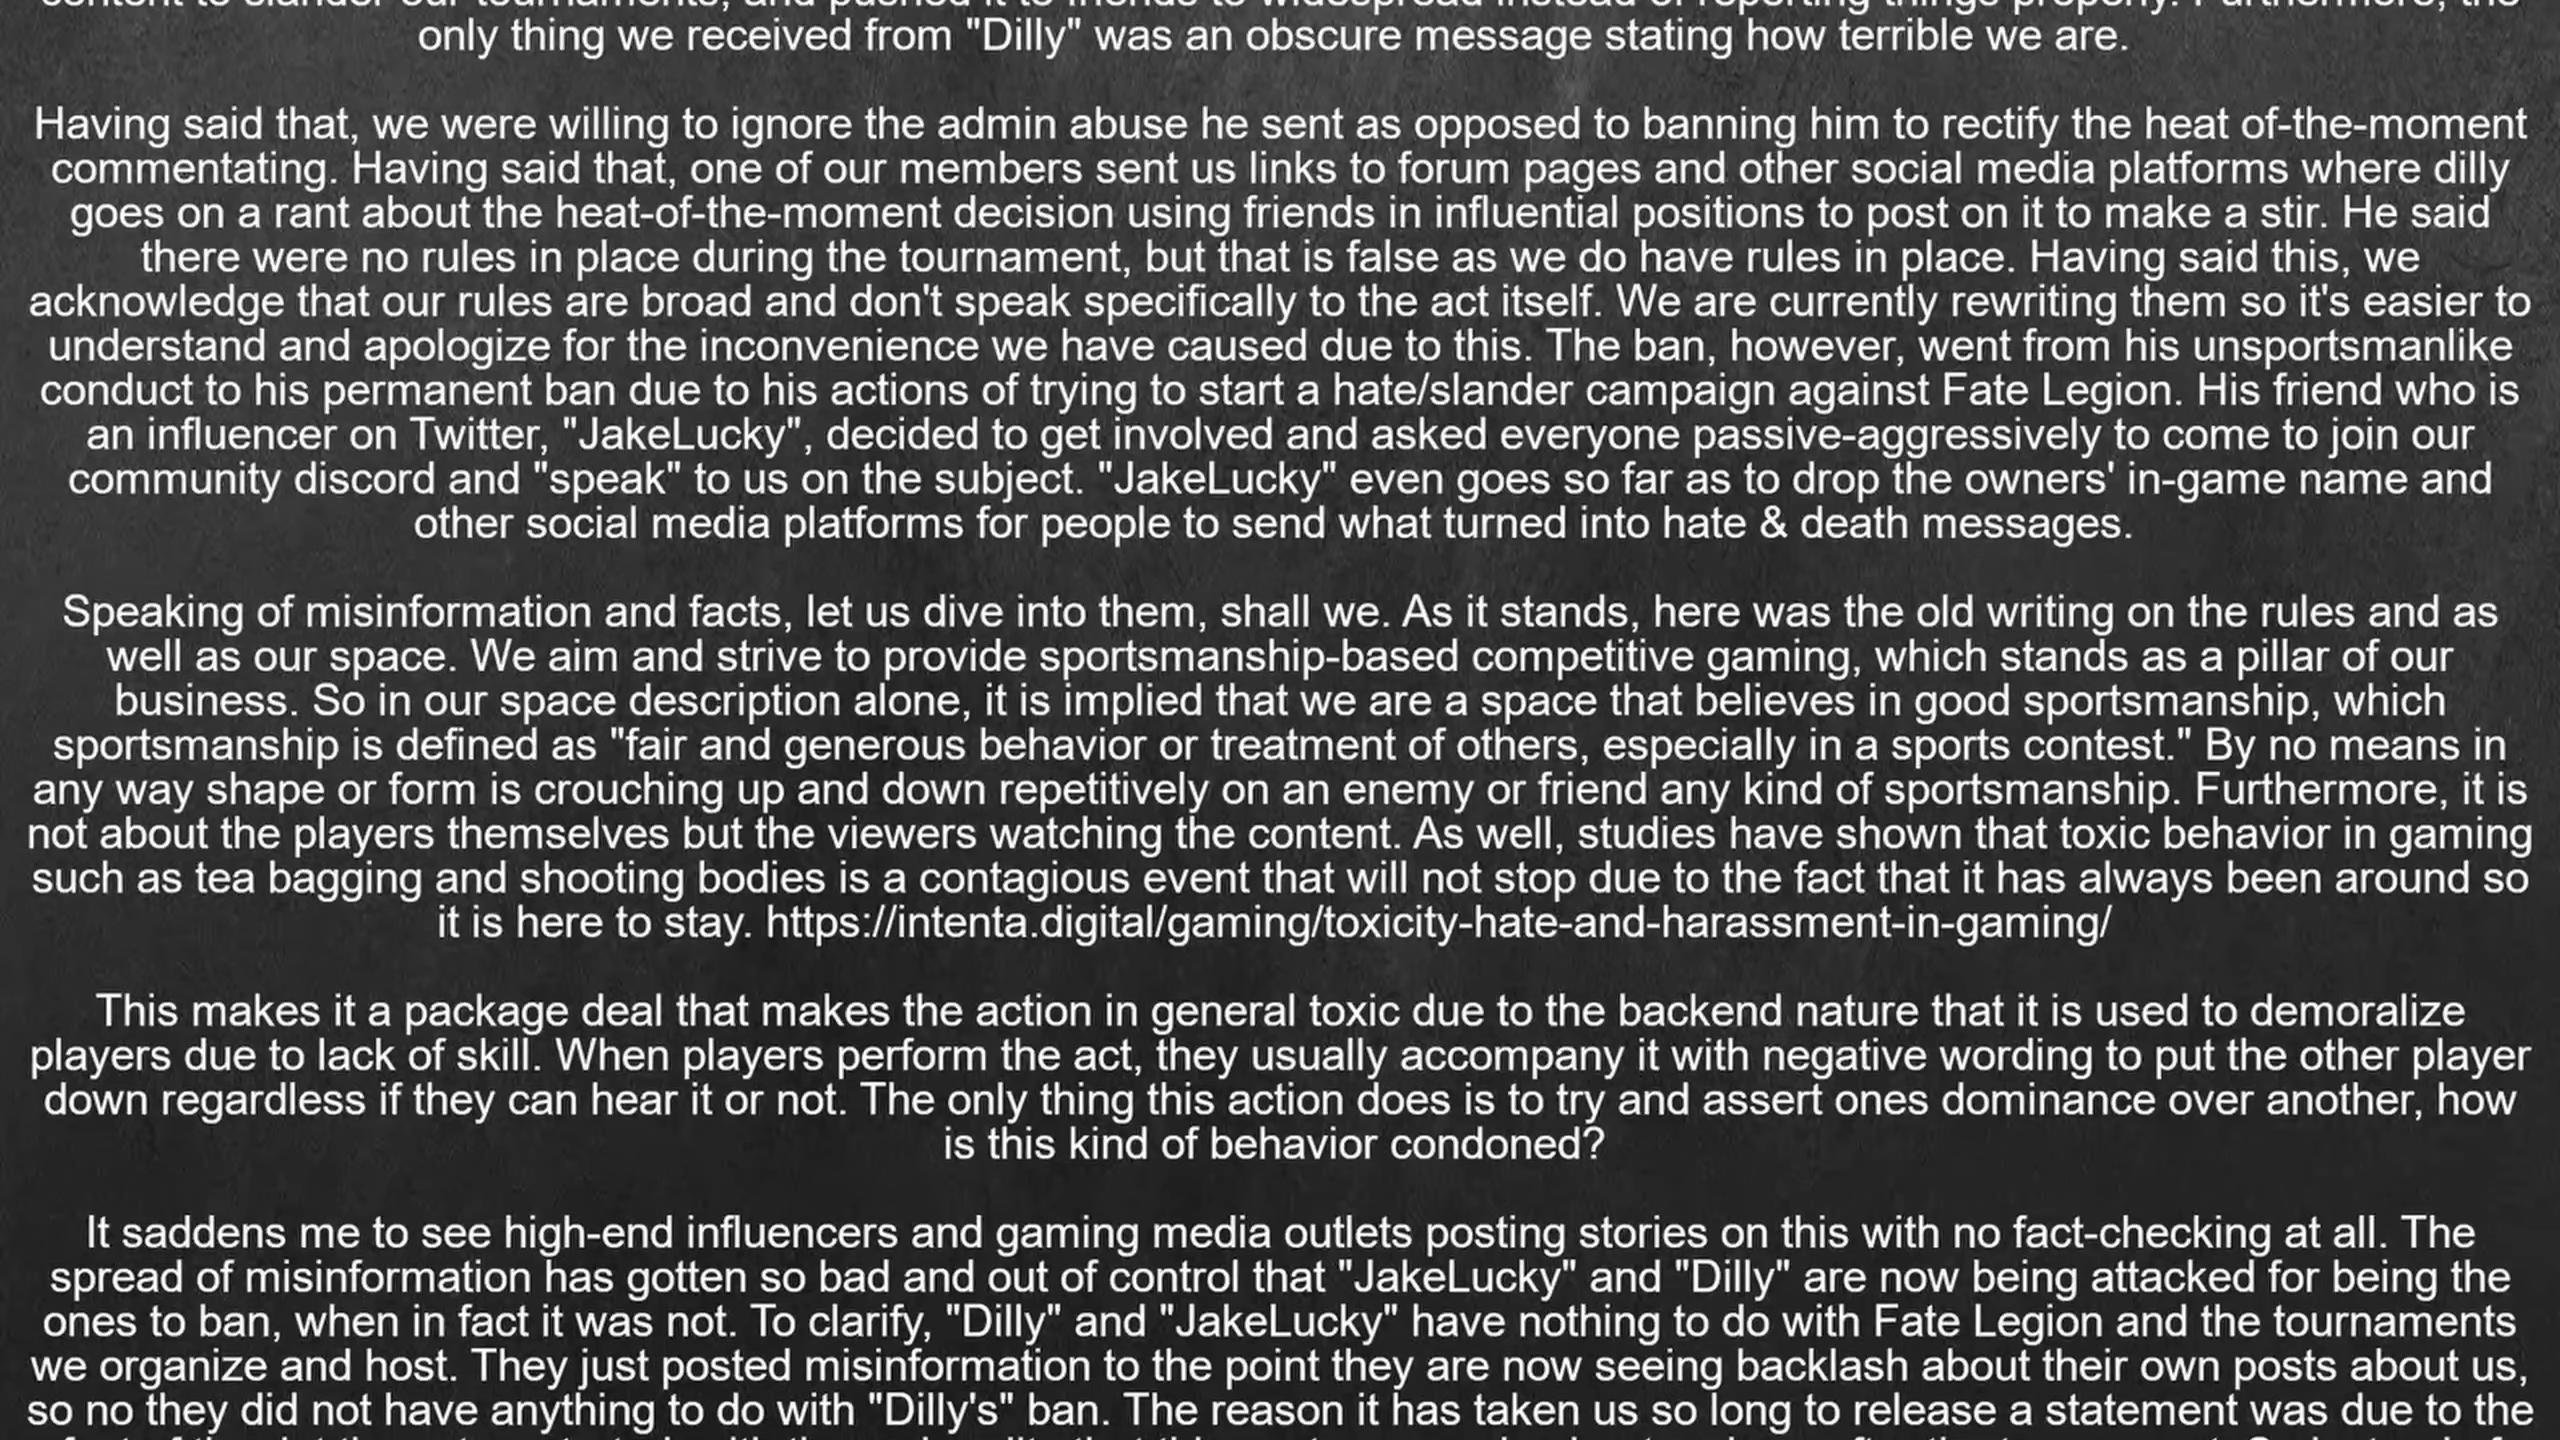 content to slander our tournaments, and pushed it to friends to widespread instead of reporting things properly. Furthermore, the
only thing we received from "Dilly" was an obscure message stating how terrible we are.
Having said that, we were willing to ignore the admin abuse he sent as opposed to banning him to rectify the heat of-the-moment
commentating. Having said that, one of our members sent us links to forum pages and other social media platforms where dilly
goes on a rant about the heat-of-the-moment decision using friends in influential positions to post on it to make a stir. He said
there were no rules in place during the tournament, but that is false as we do have rules in place. Having said this, we
acknowledge that our rules are broad and don't speak specifically to the act itself. We are currently rewriting them so it's easier to
understand and apologize for the inconvenience we have caused due to this. The ban, however, went from his unsportsmanlike
conduct to his permanent ban due to his actions of trying to start a hate/slander campaign against Fate Legion. His friend who is
an influencer on Twitter, "JakeLucky", decided to get involved and asked everyone passive-aggressively to come to join our
community discord and "speak" to us on the subject. "JakeLucky" even goes so far as to drop the owners' in-game name and
other social media platforms for people to send what turned into hate & death messages.
Speaking of misinformation and facts, let us dive into them, shall we. As it stands, here was the old writing on the rules and as
well as our space. We aim and strive to provide sportsmanship-based competitive gaming, which stands as a pillar of our
business. So in our space description alone, it is implied that we are a space that believes in good sportsmanship, which
sportsmanship is defined as "fair and generous behavior or treatment of others, especially in a sports contest." By no means in
any way shape or form is crouching up and down repetitively on an enemy or friend any kind of sportsmanship. Furthermore, it is
not about the players themselves but the viewers watching the content. As well, studies have shown that toxic behavior in gaming
such as tea bagging and shooting bodies is a contagious event that will not stop due to the fact that it has always been around so
it is here to stay. https://intenta.digital/gaming/toxicity-hate-and-harassment-in-gaming/
This makes it a package deal that makes the action in general toxic due to the backend nature that it is used to demoralize
players due to lack of skill. When players perform the act, they usually accompany it with negative wording to put the other player
down regardless if they can hear it or not. The only thing this action does is to try and assert ones dominance over another, how
is this kind of behavior condoned?
It saddens me to see high-end influencers and gaming media outlets posting stories on this with no fact-checking at all. The
spread of misinformation has gotten so bad and out of control that "JakeLucky" and "Dilly" are now being attacked for being the
ones to ban, when in fact it was not. To clarify, "Dilly" and "JakeLucky" have nothing to do with Fate Legion and the tournaments
we organize and host. They just posted misinformation to the point they are now seeing backlash about their own posts about us,
so no they did not have anything to do with "Dilly's" ban. The reason it has taken us so long to release a statement was due to the